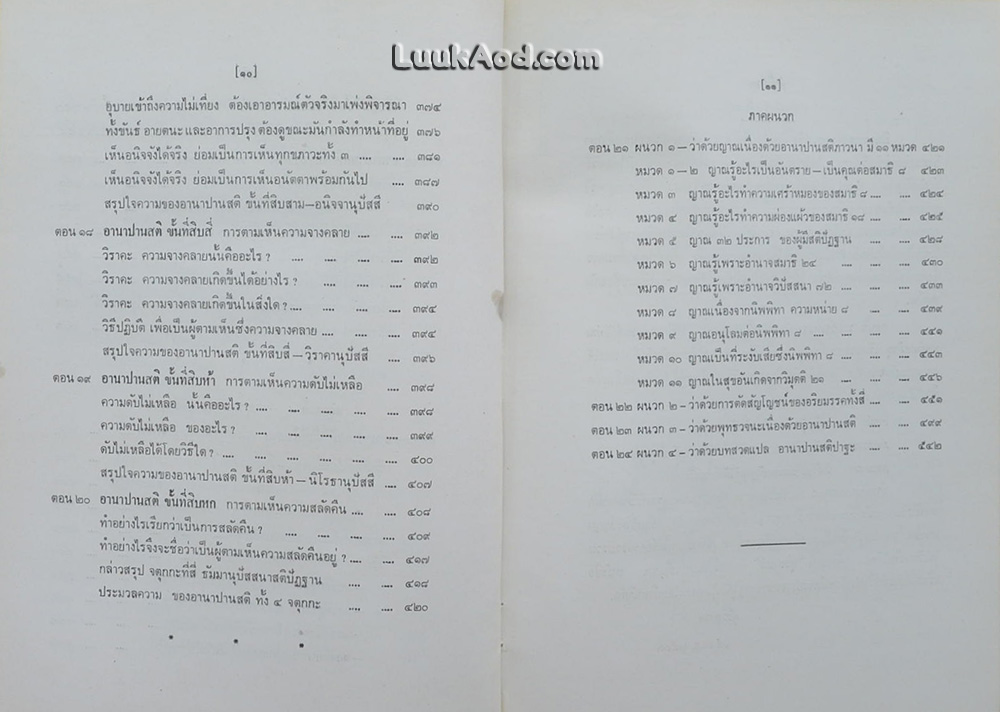 LuukAod.com
[๑๐]
อุบายเข้าถึงความไม่เที่ยง ต้องเอาอารมณ์ตัวจริงมาเพ่งพิจารณา ๓๗๔
ทั้งขันธ์ อายตนะ และอาการปรุง ต้องดูขณะมันกำลังทำหน้าที่อยู่ ๓๗๖
เห็นอนิจจังได้จริง ย่อมเป็นการเห็นทุกขภาวะทั้ง ๓ .... .... ๓๘๑
เห็นอนิจจังได้จริง ย่อมเป็นการเห็นอนัตตาพร้อมกันไป .... ๓๘๗
สรุปใจความของอานาปานสติ ขั้นที่สิบสาม—อนิจจานุปัสสี ๓๙๐
ตอน ๑๘ อานาปานสติ ขั้นที่สิบสี่ การตามเห็นความจางคลาย .... .... ๓๙๒
วิราคะ ความจางคลายนั้นคืออะไร ? .... .... .... .... ๓๙๒
วิราคะ ความจางคลายเกิดขึ้นได้อย่างไร ? .... .... .... ๓๙๓
วิราคะ ความจางคลายเกิดขึ้นในสิ่งใด ? .... .... .... .... ๓๙๔
วิธีปฏิบัติ เพื่อเป็นผู้ตามเห็นซึ่งความจางคลาย .... .... .... ๓๙๔
สรุปใจความของอานาปานสติ ขั้นที่สิบสี่ — วิราคานุปัสสี .... ๓๙๖
ตอน ๑๙ อานาปานสติ ขั้นที่สิบห้า การตามเห็นความดับไม่เหลือ .... ๓๙๘
ความดับไม่เหลือ นั้นคืออะไร ? .... .... .... .... .... ๓๙๘
ความดับไม่เหลือ ของอะไร ? .... .... .... .... .... ๓๙๙
ดับไม่เหลือได้โดยวิธีใด ? .... .... .... .... .... .... ๔๐๐
สรุปใจความของอานาปานสติ ขั้นที่สิบห้า — นิโรธานุปัสสี .... ๔๐๗
ตอน ๒๐ อานาปานสติ ขั้นที่สิบหก การตามเห็นความสลัดคืน .... .... ๔๐๘
ทำอย่างไรเรียกว่าเป็นการสลัดคืน ? .... .... .... .... ๔๐๙
ทำอย่างไรจึงจะชื่อว่าเป็นผู้ตามเห็นความสลัดคืนอยู่ ? .... .... ๔๑๗
กล่าวสรุป จตุกกะที่สี่ ธัมมานุปัสสนาสติปัฏฐาน .... .... ๔๑๘
ประมวลความ ของอานาปานสติ ทั้ง ๔ จตุกกะ .... .... ๔๒๐
[๑๑]
ภาคผนวก
ตอน ๒๑ ผนวก ๑ — ว่าด้วยญาณเนื่องด้วยอานาปานสติภาวนา มี ๑๑ หมวด ๔๒๑
หมวด ๑—๒ ญาณรู้อะไรเป็นอันตราย—เป็นคุณต่อสมาธิ ๘ .... ๔๒๓
หมวด ๓ ญาณรู้อะไรทำความเศร้าหมองของสมาธิ ๘ .... .... ๔๒๔
หมวด ๔ ญาณรู้อะไรทำความผ่องแผ้วของสมาธิ ๑๘ .... .... ๔๒๕
หมวด ๕ ญาณ ๓๒ ประการ ของผู้มีสติปัฏฐาน .... .... ๔๒๘
หมวด ๖ ญาณรู้เพราะอำนาจสมาธิ ๒๔ .... .... .... ๔๓๐
หมวด ๗ ญาณรู้เพราะอำนาจวิปัสสนา ๗๒ .... .... .... ๔๓๓
หมวด ๘ ญาณเนื่องจากนิพพิทา ความหน่าย ๘ .... .... ๔๓๙
หมวด ๙ ญาณอนุโลมต่อนิพพิทา ๘ .... .... .... ๔๔๑
หมวด ๑๐ ญาณเป็นที่ระงับเสียซึ่งนิพพิทา ๘ .... .... .... ๔๔๓
หมวด ๑๑ ญาณในสุขอันเกิดจากวิมุตติ ๒๑ .... .... .... ๔๔๖
ตอน ๒๒ ผนวก ๒ – ว่าด้วยการตัดสัญโญชน์ของอริยมรรคทั้งสี่ .... .... ๔๕๑
ตอน ๒๓ ผนวก ๓ – ว่าด้วยพุทธวจนะเนื่องด้วยอานาปานสติ .... ๔๙๙
ตอน ๒๔ ผนวก ๔ – ว่าด้วยบทสวดแปล อานาปานสติปาฐะ .... ๕๔๒